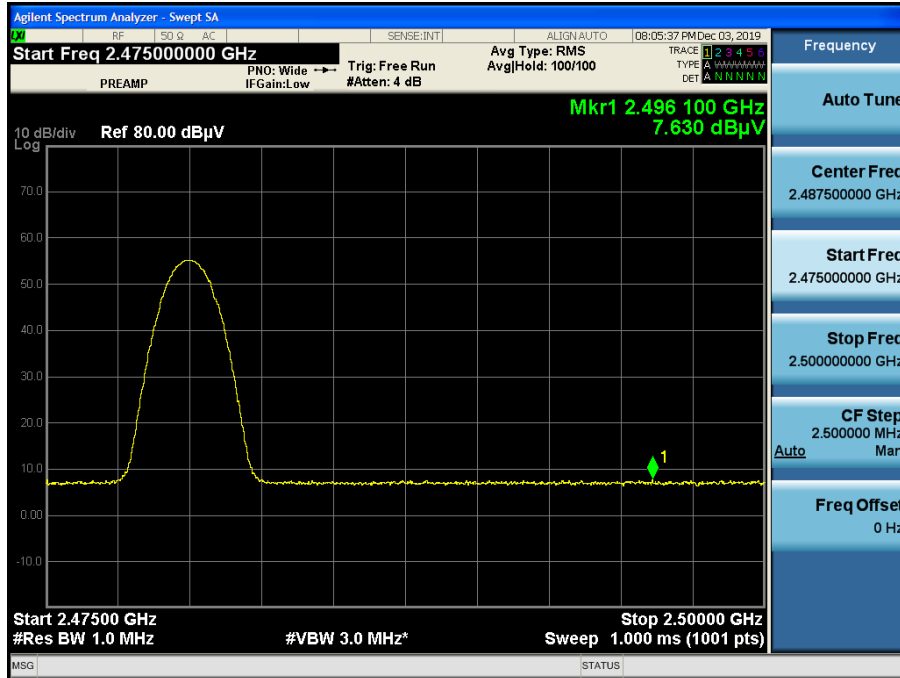 Agilent Spectrum Analyzer - Swept SA
LXI RF 50 Ω AC SENSE:INT ALIGN AUTO 08:05:37 PM Dec 03, 2019
Start Freq 2.475000000 GHz
PREAMP
PNO: Wide
IFGain:Low
Trig: Free Run
#Atten: 4 dB
Avg Type: RMS
Avg|Hold: 100/100
TRACE 1 2 3 4 5 6
TYPE A WWWWW
DET A N N N N N
Mkr1 2.496 100 GHz
7.630 dBµV
10 dB/div Ref 80.00 dBµV
Log
70.0
60.0
50.0
40.0
30.0
20.0
10.0
0.00
-10.0
1
Start 2.47500 GHz Stop 2.50000 GHz
#Res BW 1.0 MHz #VBW 3.0 MHz* Sweep 1.000 ms (1001 pts)
MSG STATUS
Frequency
Auto Tune
Center Freq
2.487500000 GHz
Start Freq
2.475000000 GHz
Stop Freq
2.500000000 GHz
CF Step
2.500000 MHz
Auto Man
Freq Offset
0 Hz